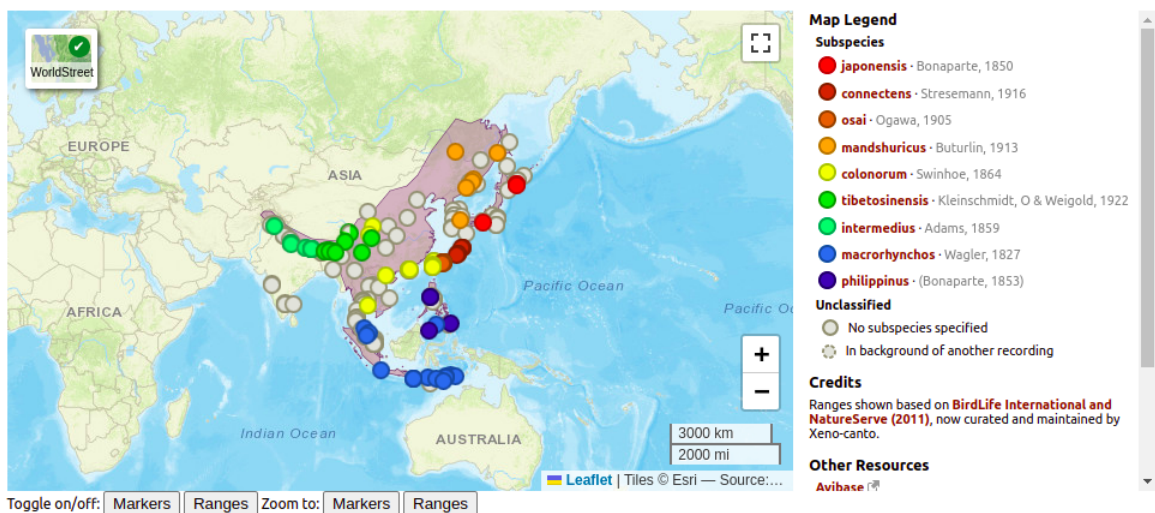 WorldStreet
EUROPE
ASIA
AFRICA
Pacific Ocean
Pacific Oc
Indian Ocean
AUSTRALIA
+
−
3000 km
2000 mi
Leaflet | Tiles © Esri — Source:...
Toggle on/off: Markers Ranges Zoom to: Markers Ranges
Map Legend
Subspecies
japonensis · Bonaparte, 1850
connectens · Stresemann, 1916
osai · Ogawa, 1905
mandshuricus · Buturlin, 1913
colonorum · Swinhoe, 1864
tibetosinensis · Kleinschmidt, O & Weigold, 1922
intermedius · Adams, 1859
macrorhynchos · Wagler, 1827
philippinus · (Bonaparte, 1853)
Unclassified
No subspecies specified
In background of another recording
Credits
Ranges shown based on BirdLife International and
NatureServe (2011), now curated and maintained by
Xeno-canto.
Other Resources
Avibase